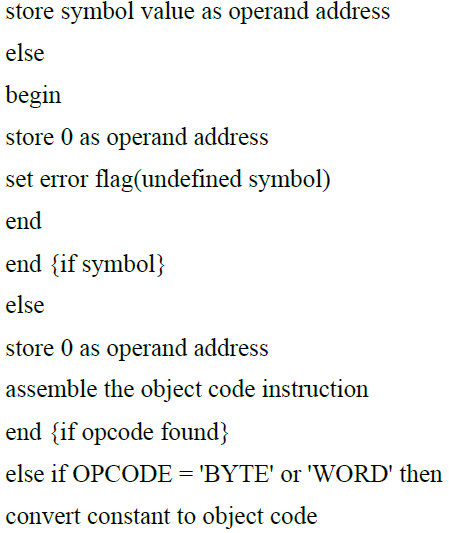 store symbol value as operand address
else
begin
store 0 as operand address
set error flag(undefined symbol)
end
end {if symbol}
else
store 0 as operand address
assemble the object code instruction
end {if opcode found}
else if OPCODE = 'BYTE' or 'WORD' then
convert constant to object code